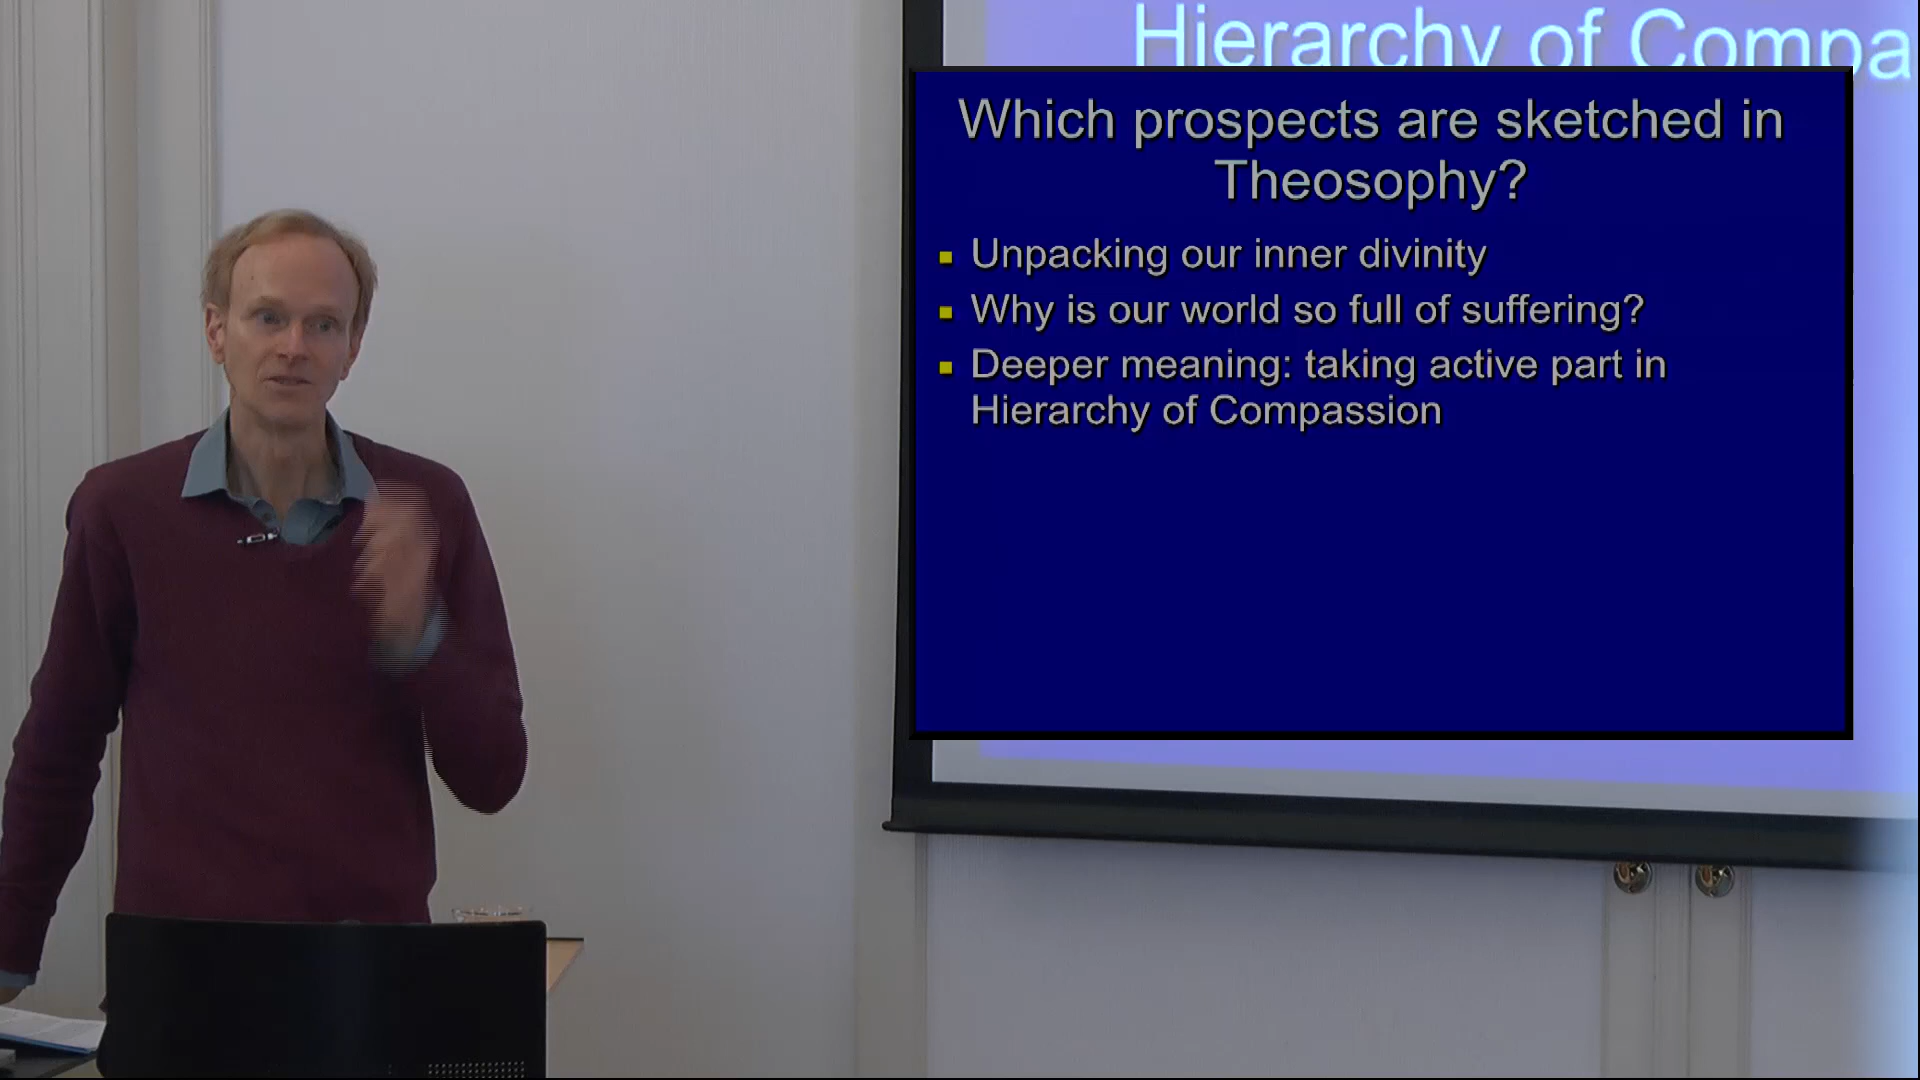 Hierarchy of Compa
Which prospects are sketched in
Theosophy?
Unpacking our inner divinity
Why is our world so full of suffering?
Deeper meaning: taking active part in
Hierarchy of Compassion